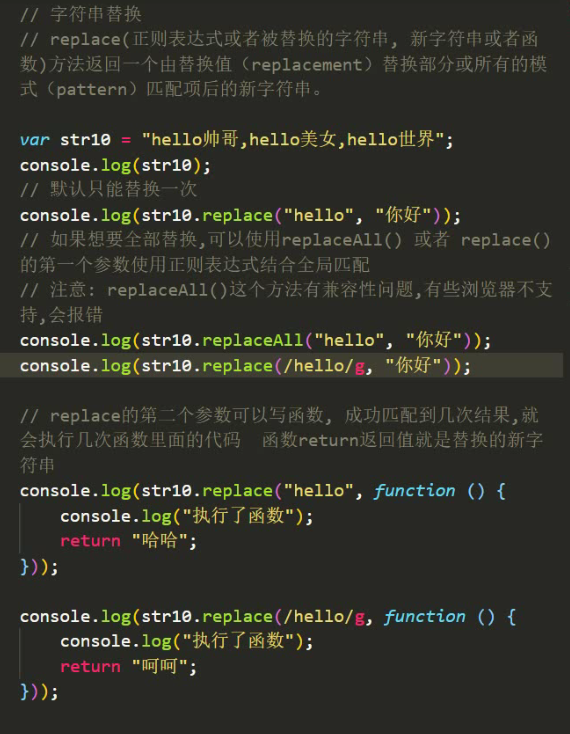 // 字符串替换
// replace(正则表达式或者被替换的字符串, 新字符串或者函
数)方法返回一个由替换值（replacement）替换部分或所有的模
式（pattern）匹配项后的新字符串。
var str10 = "hello帅哥,hello美女,hello世界";
console.log(str10);
// 默认只能替换一次
console.log(str10.replace("hello", "你好"));
// 如果想要全部替换,可以使用replaceAll() 或者 replace()
的第一个参数使用正则表达式结合全局匹配
// 注意: replaceAll()这个方法有兼容性问题,有些浏览器不支
持,会报错
console.log(str10.replaceAll("hello", "你好"));
console.log(str10.replace(/hello/g, "你好"));
// replace的第二个参数可以写函数, 成功匹配到几次结果,就
会执行几次函数里面的代码  函数return返回值就是替换的新字
符串
console.log(str10.replace("hello", function () {
    console.log("执行了函数");
    return "哈哈";
}));
console.log(str10.replace(/hello/g, function () {
    console.log("执行了函数");
    return "呵呵";
}));